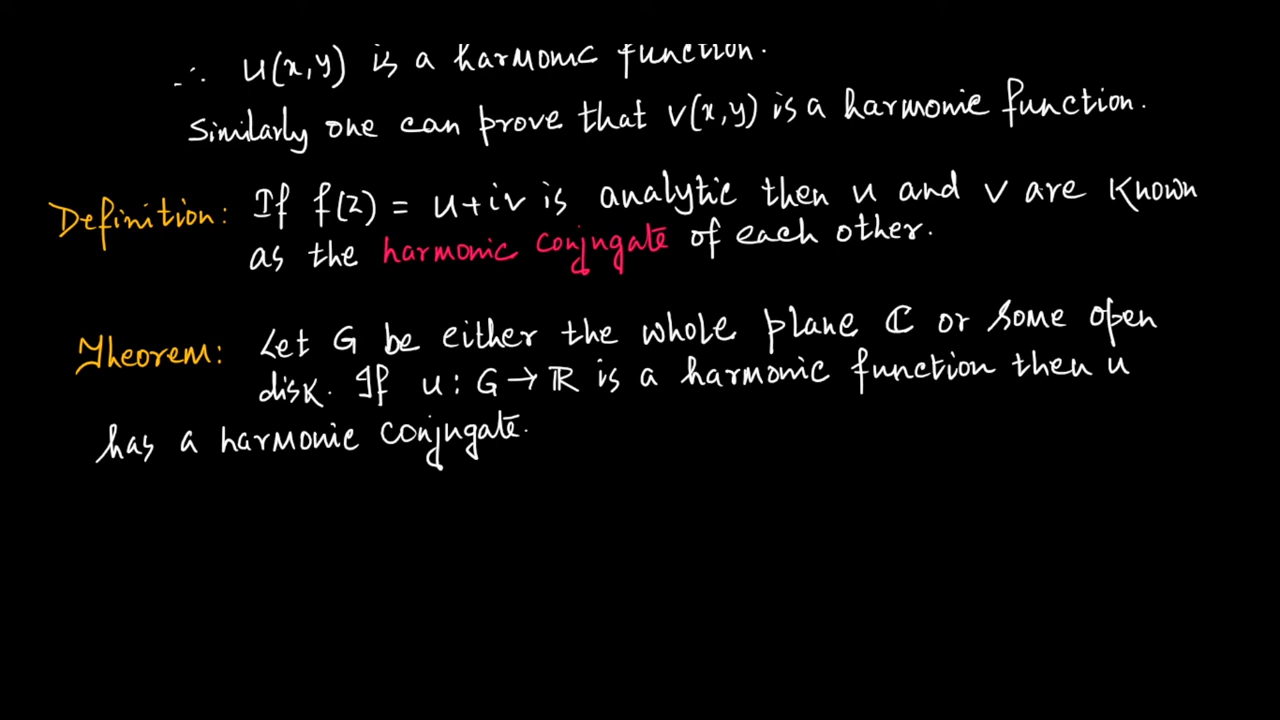 ∴ u(x,y) is a harmonic function.
Similarly one can prove that v(x,y) is a harmonic function.
Definition: If f(z) = u+iv is analytic then u and v are known
as the harmonic conjugate of each other.
Theorem: Let G be either the whole plane ℂ or some open
disk. If u : G → ℝ is a harmonic function then u
has a harmonic conjugate.